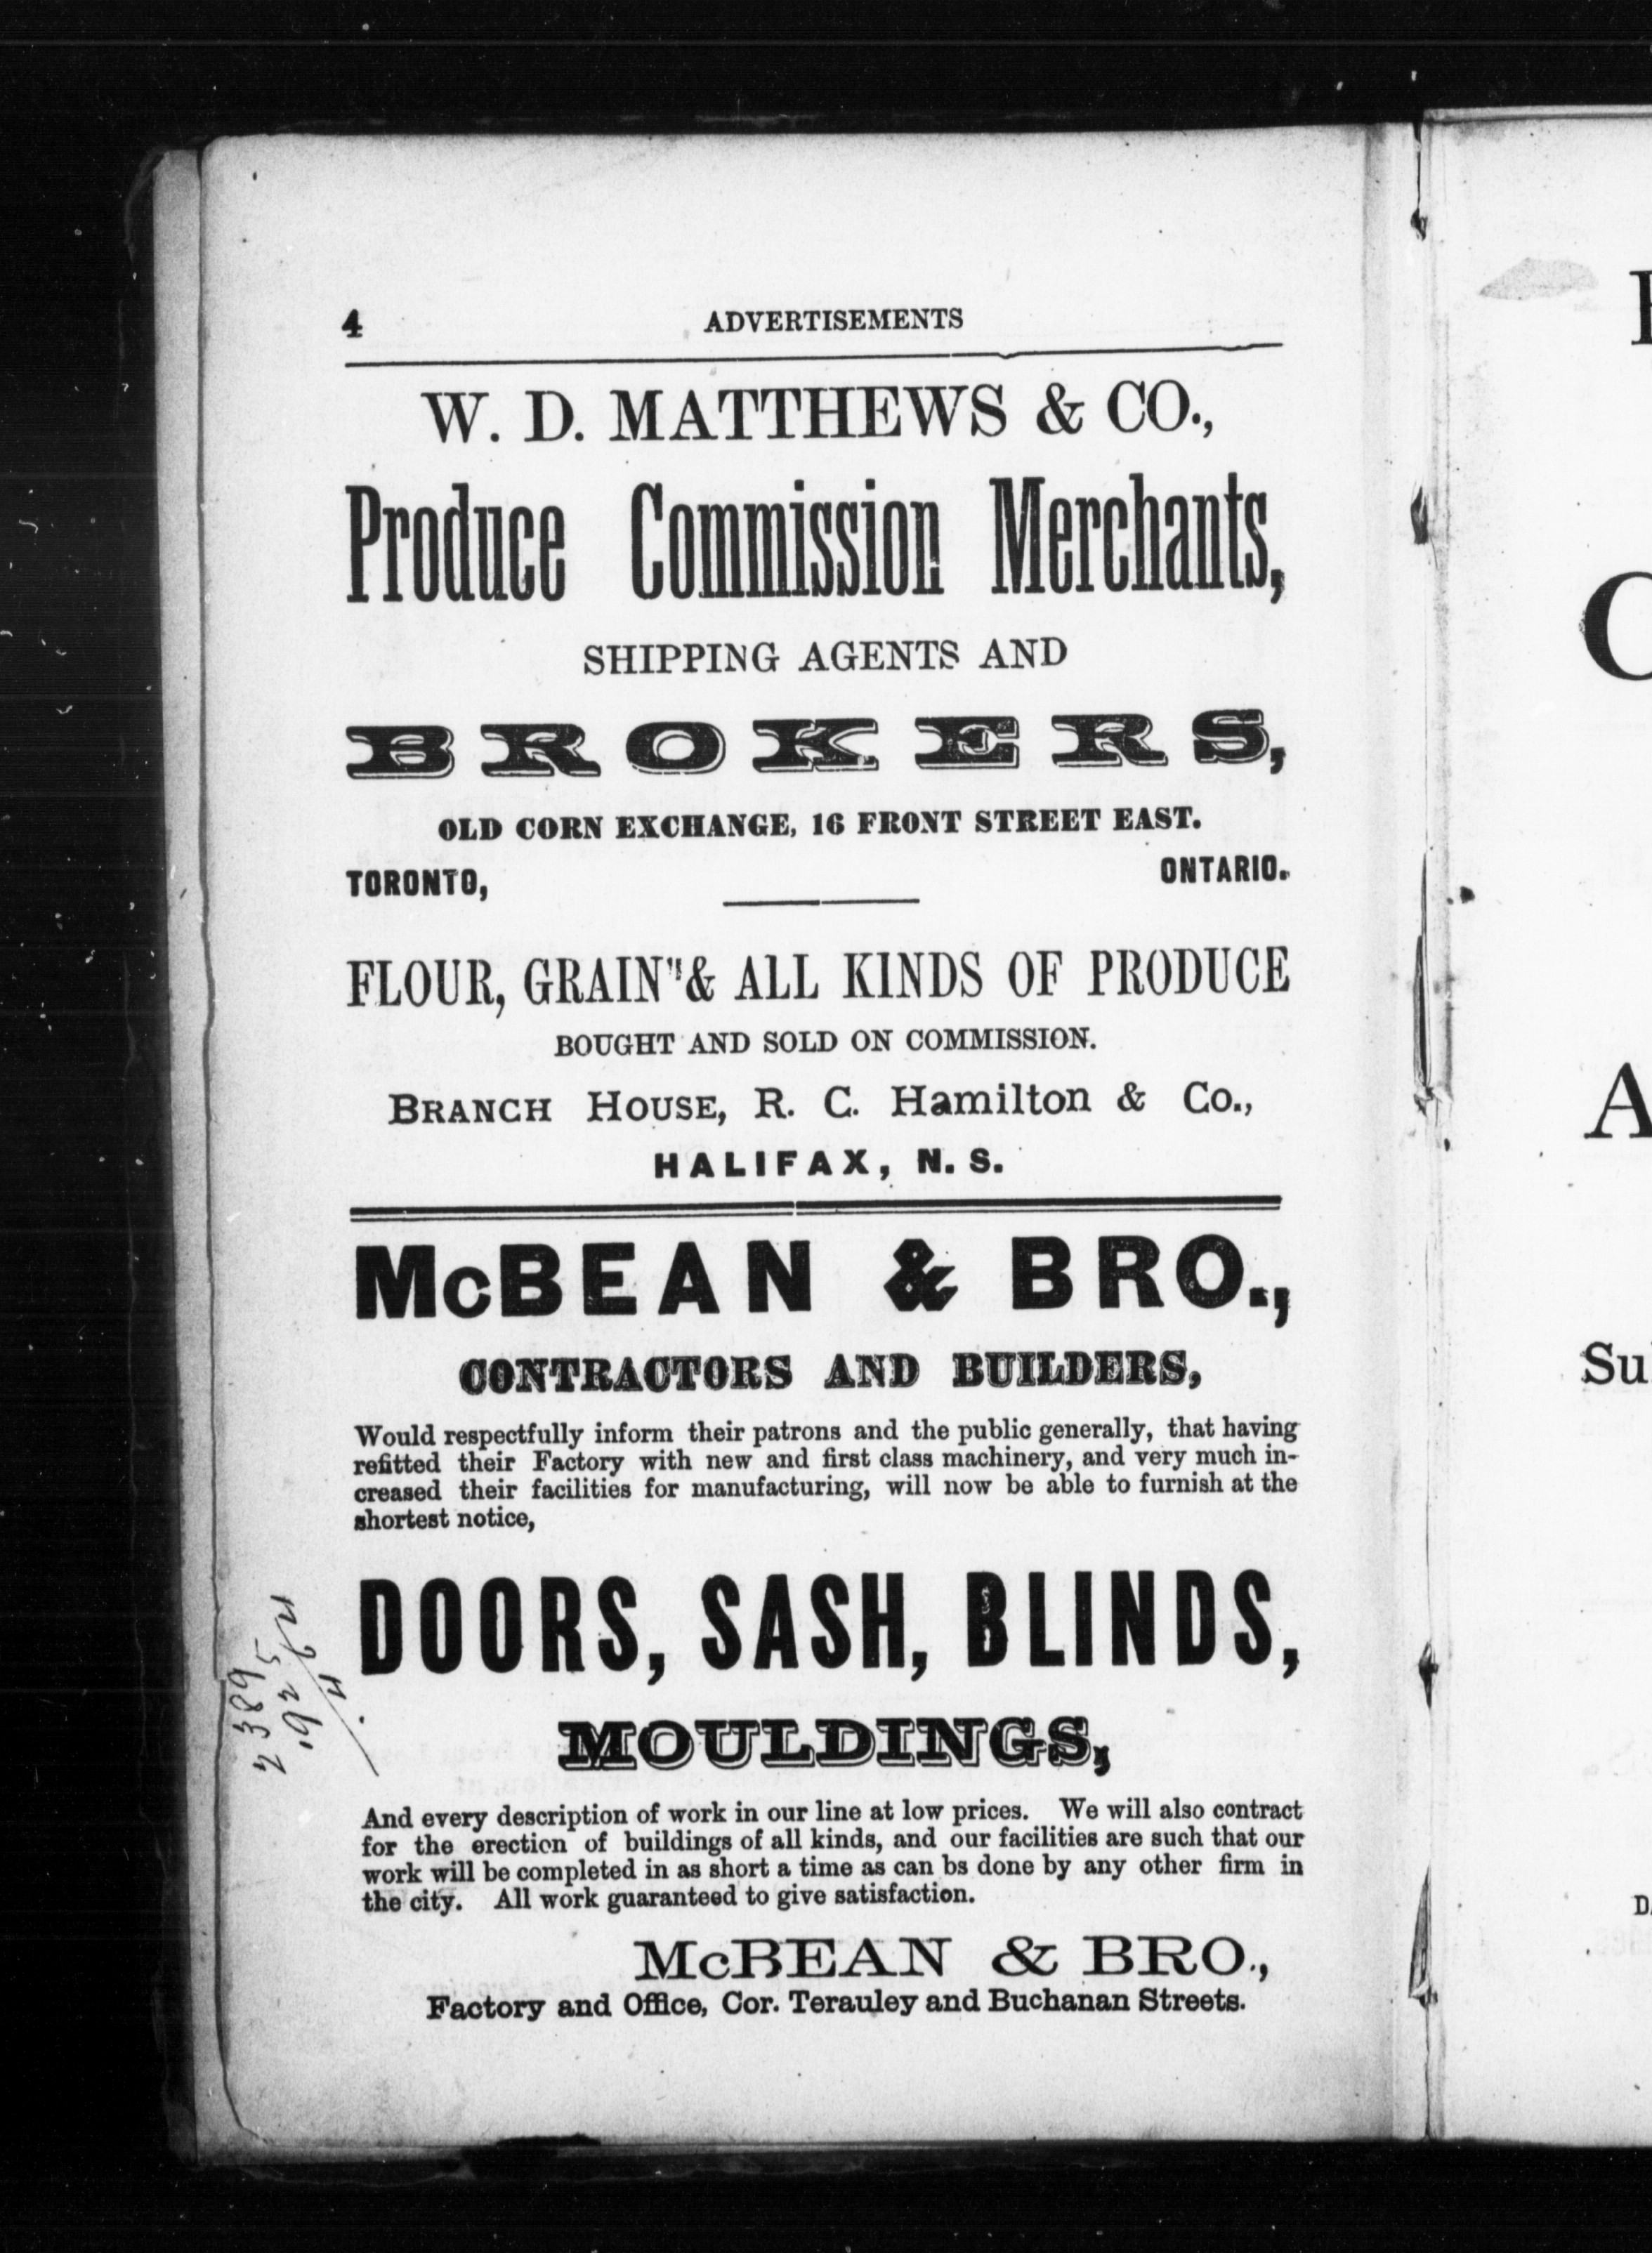 4 ADVERTISEMENTS
W. D. MATTHEWS & CO.,
Produce Commission Merchants,
SHIPPING AGENTS AND
BROKERS,
OLD CORN EXCHANGE, 16 FRONT STREET EAST.
TORONTO, ONTARIO.
FLOUR, GRAIN"& ALL KINDS OF PRODUCE
BOUGHT AND SOLD ON COMMISSION.
BRANCH HOUSE, R. C. Hamilton & Co.,
HALIFAX, N. S.
McBEAN & BRO.,
CONTRACTORS AND BUILDERS,
Would respectfully inform their patrons and the public generally, that having
refitted their Factory with new and first class machinery, and very much in-
creased their facilities for manufacturing, will now be able to furnish at the
shortest notice,
DOORS, SASH, BLINDS,
MOULDINGS,
And every description of work in our line at low prices. We will also contract
for the erection of buildings of all kinds, and our facilities are such that our
work will be completed in as short a time as can bs done by any other firm in
the city. All work guaranteed to give satisfaction.
McBEAN & BRO.,
Factory and Office, Cor. Terauley and Buchanan Streets.
2389
Su
A